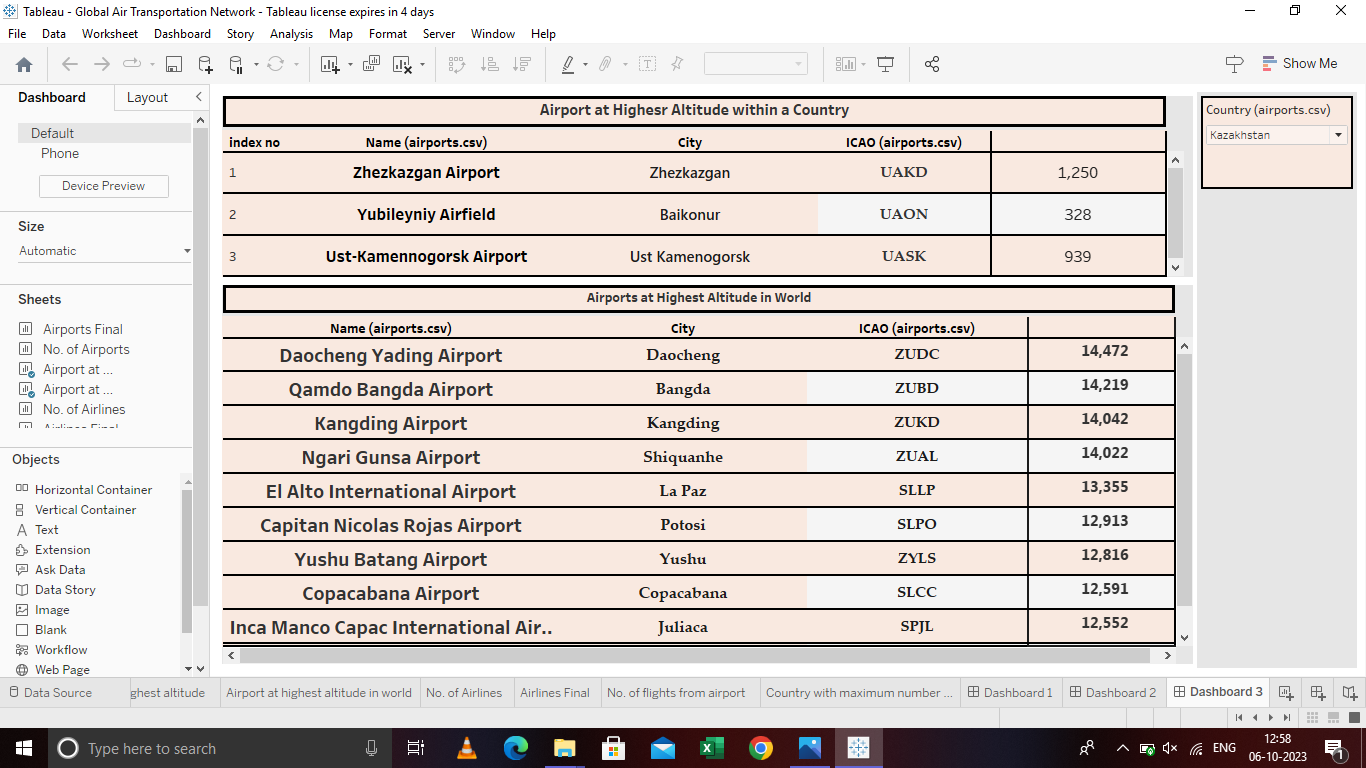 Tableau - Global Air Transportation Network - Tableau license expires in 4 days
File Data Worksheet Dashboard Story Analysis Map Format Server Window Help
Show Me
Dashboard Layout
Default
Phone
Device Preview
Size
Automatic
Sheets
Airports Final
No. of Airports
Airport at ...
Airport at ...
No. of Airlines
Airlines Final
Objects
Horizontal Container
Vertical Container
Text
Extension
Ask Data
Data Story
Image
Blank
Workflow
Web Page
Airport at Highesr Altitude within a Country
index no Name (airports.csv) City ICAO (airports.csv)
1 Zhezkazgan Airport Zhezkazgan UAKD 1,250
2 Yubileyniy Airfield Baikonur UAON 328
3 Ust-Kamennogorsk Airport Ust Kamenogorsk UASK 939
Airports at Highest Altitude in World
Name (airports.csv) City ICAO (airports.csv)
Daocheng Yading Airport Daocheng ZUDC 14,472
Qamdo Bangda Airport Bangda ZUBD 14,219
Kangding Airport Kangding ZUKD 14,042
Ngari Gunsa Airport Shiquanhe ZUAL 14,022
El Alto International Airport La Paz SLLP 13,355
Capitan Nicolas Rojas Airport Potosi SLPO 12,913
Yushu Batang Airport Yushu ZYLS 12,816
Copacabana Airport Copacabana SLCC 12,591
Inca Manco Capac International Air.. Juliaca SPJL 12,552
Country (airports.csv)
Kazakhstan
Data Source ghest altitude Airport at highest altitude in world No. of Airlines Airlines Final No. of flights from airport Country with maximum number ... Dashboard 1 Dashboard 2 Dashboard 3
Type here to search
ENG
12:58
06-10-2023
1